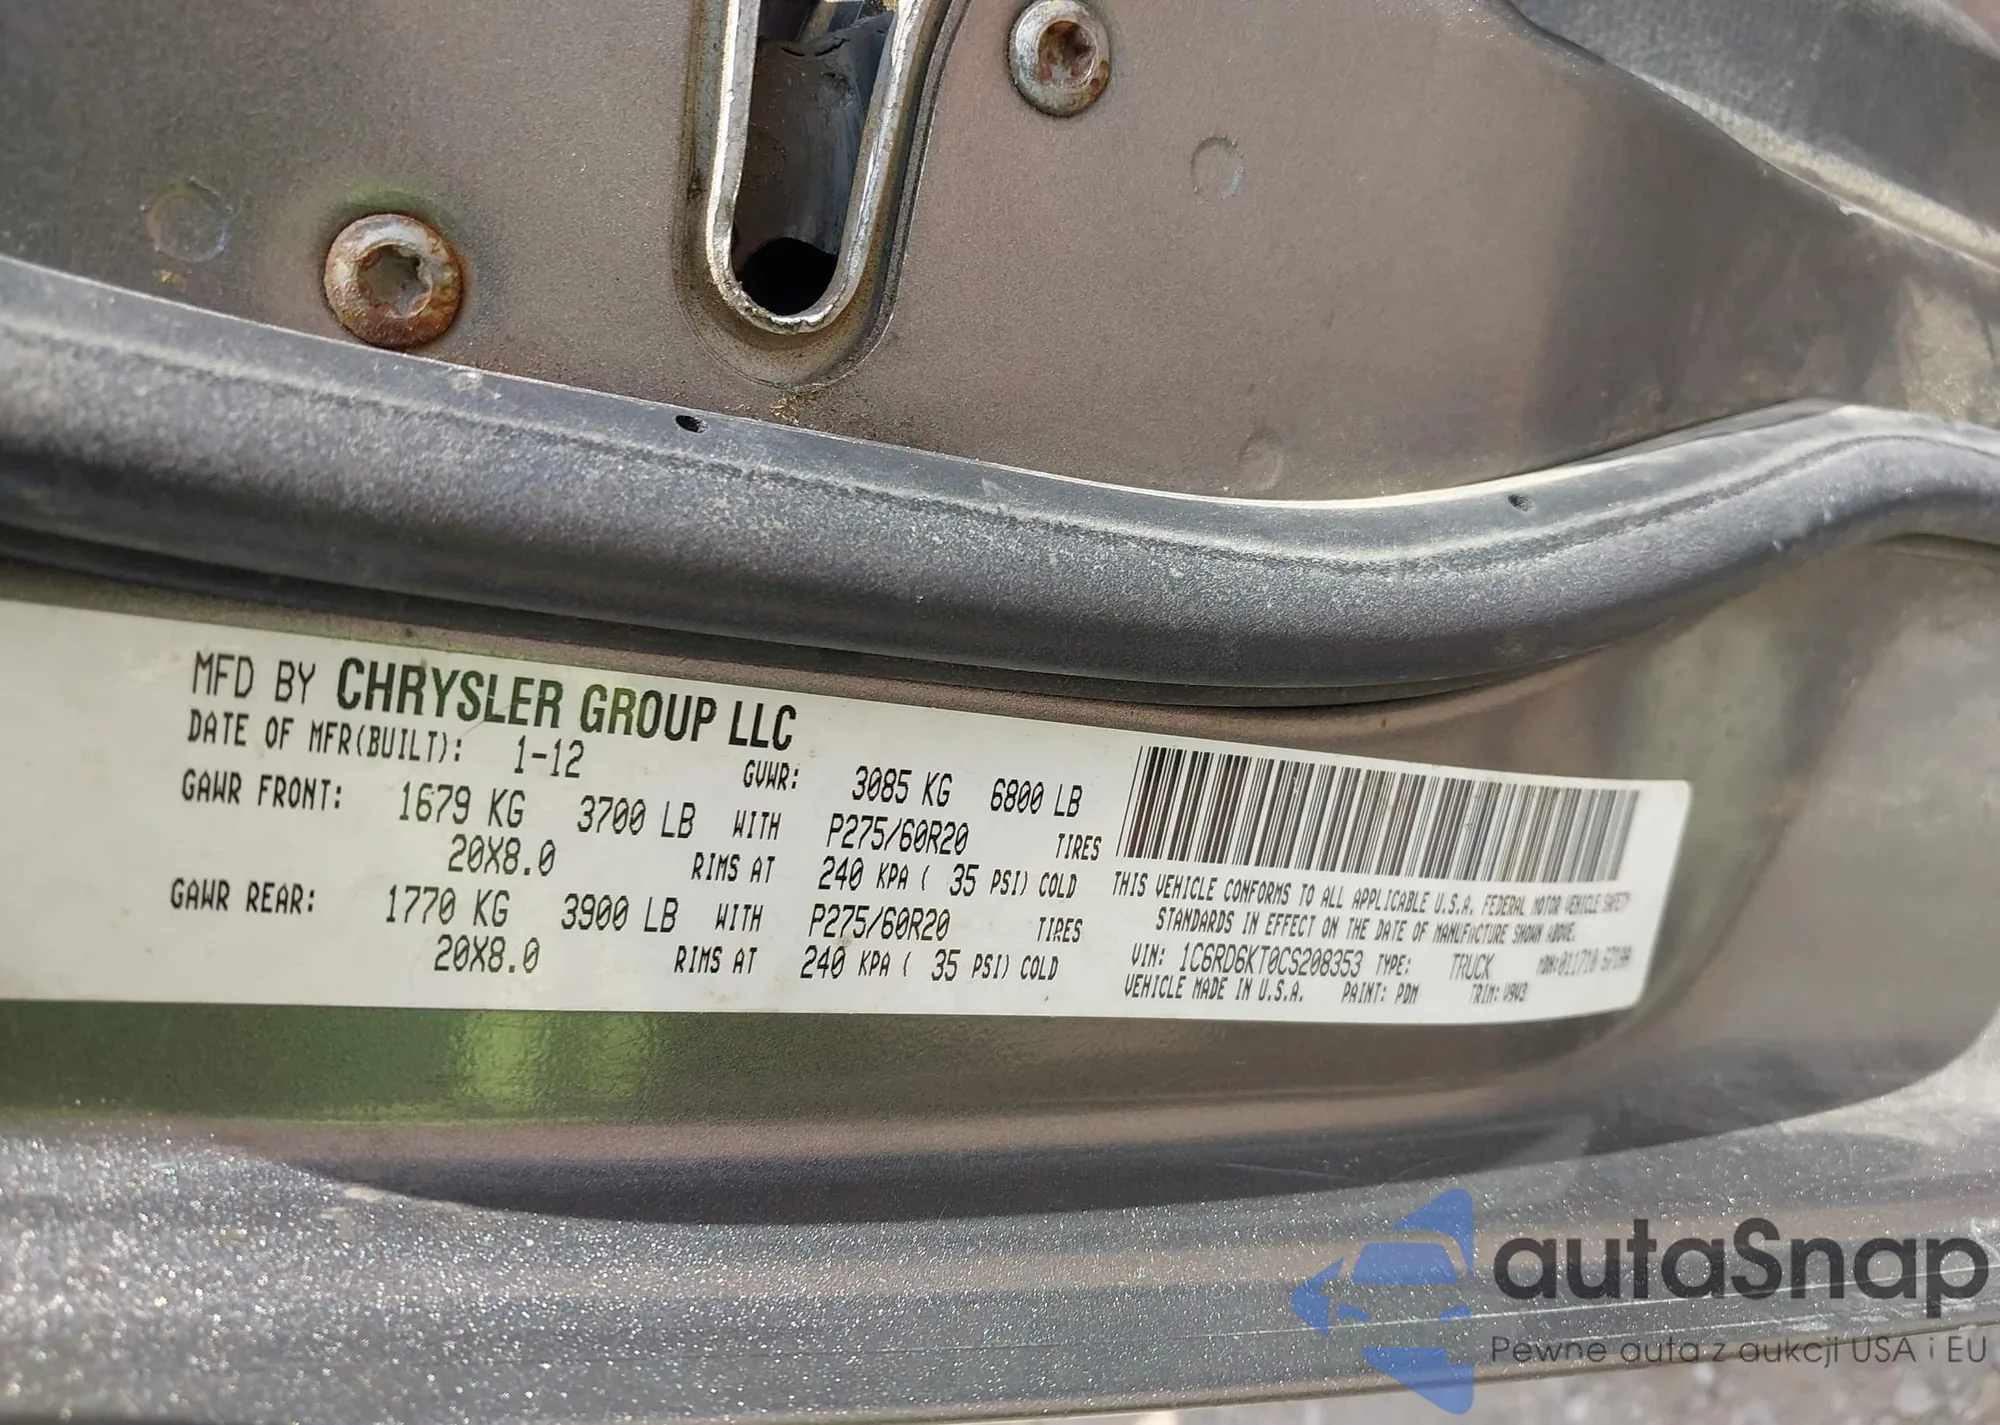 MFD BY CHRYSLER GROUP LLC
DATE OF MFR(BUILT): 1-12 GVWR: 3085 KG 6800 LB
GAWR FRONT: 1679 KG 3700 LB WITH P275/60R20 TIRES
20X8.0 RIMS AT 240 KPA ( 35 PSI) COLD
GAWR REAR: 1770 KG 3900 LB WITH P275/60R20 TIRES
20X8.0 RIMS AT 240 KPA ( 35 PSI) COLD
THIS VEHICLE CONFORMS TO ALL APPLICABLE U.S.A. FEDERAL MOTOR VEHICLE SAFETY
STANDARDS IN EFFECT ON THE DATE OF MANUFACTURE SHOWN ABOVE.
VIN: 1C6RD6KT0CS208353 TYPE: TRUCK MDH:011710
VEHICLE MADE IN U.S.A. PAINT: PDM TRIM: V9V3
autaSnap
Pewne auta z aukcji USA i EU